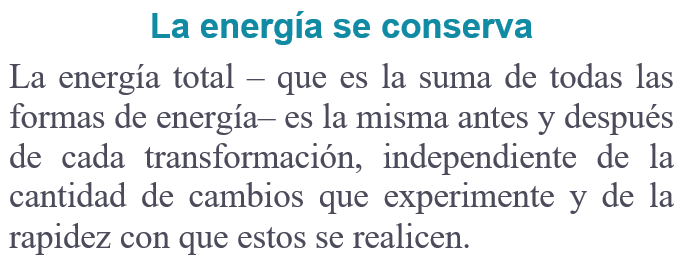 La energía se conserva
La energía total – que es la suma de todas las
formas de energía– es la misma antes y después
de cada transformación, independiente de la
cantidad de cambios que experimente y de la
rapidez con que estos se realicen.